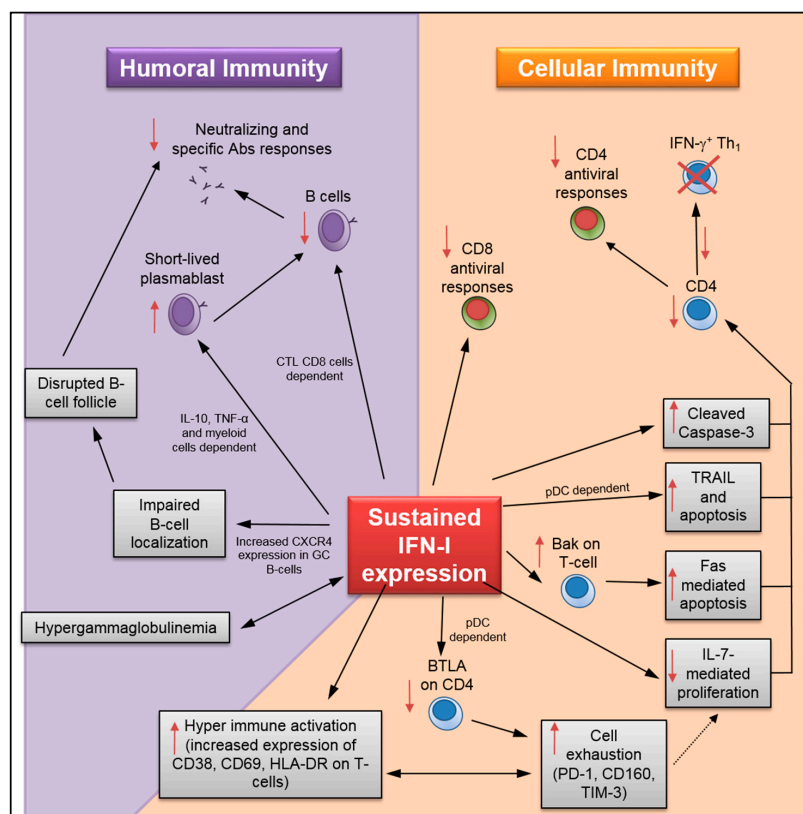 Humoral Immunity
Cellular Immunity
Neutralizing and
specific Abs responses
B cells
Short-lived
plasmablast
CTL CD8 cells
dependent
Disrupted B-
cell follicle
IL-10, TNF-α
and myeloid
cells dependent
Impaired
B-cell
localization
Increased CXCR4
expression in GC
B-cells
Hypergammaglobulinemia
Sustained
IFN-I
expression
CD8
antiviral
responses
CD4
antiviral
responses
IFN-γ⁺ Th₁
CD4
Cleaved
Caspase-3
pDC dependent
TRAIL
and
apoptosis
Bak on
T-cell
Fas
mediated
apoptosis
IL-7-
mediated
proliferation
pDC
dependent
BTLA
on CD4
Hyper immune activation
(increased expression of
CD38, CD69, HLA-DR on T-
cells)
Cell
exhaustion
(PD-1, CD160,
TIM-3)